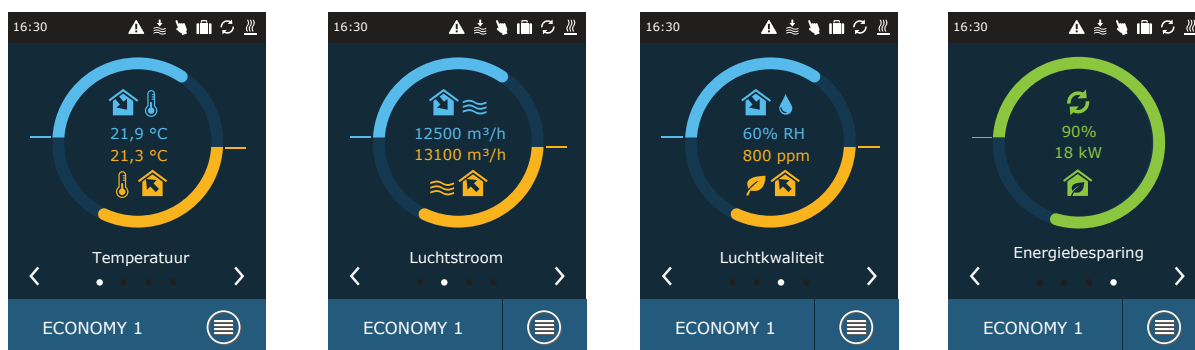 16:30
21,9 °C
21,3 °C
Temperatuur
ECONOMY 1
16:30
12500 m³/h
13100 m³/h
Luchtstroom
ECONOMY 1
16:30
60% RH
800 ppm
Luchtkwaliteit
ECONOMY 1
16:30
90%
18 kW
Energiebesparing
ECONOMY 1